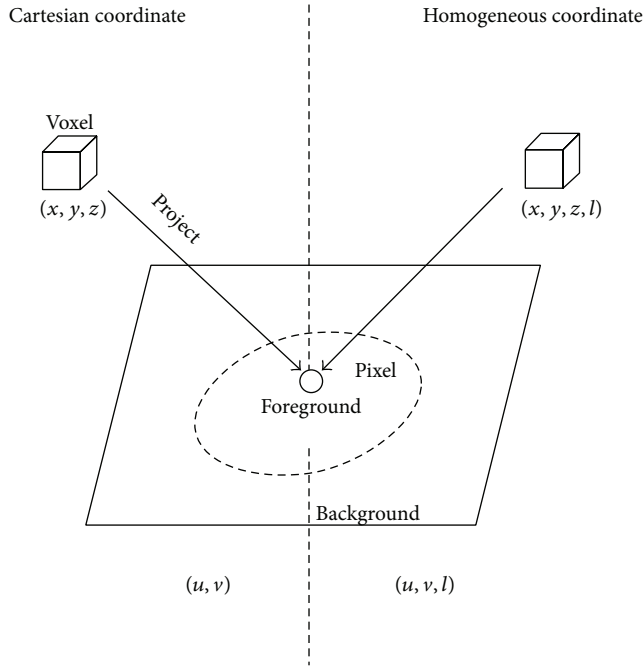 Cartesian coordinate
Homogeneous coordinate
Voxel
(x, y, z)
(x, y, z, l)
Project
Pixel
Foreground
Background
(u, v)
(u, v, l)